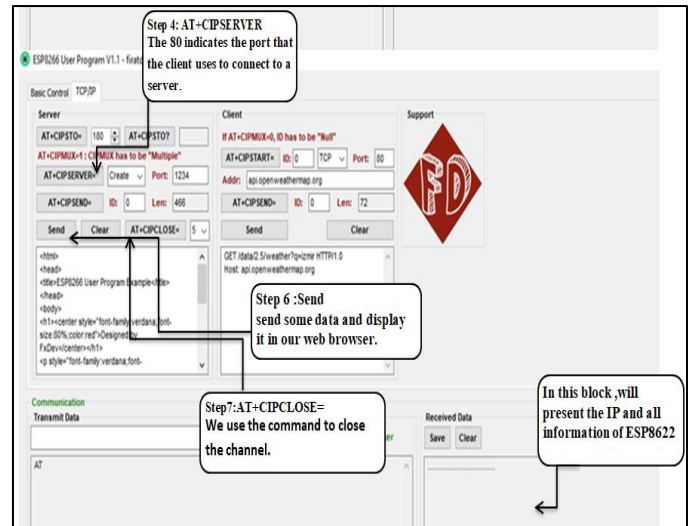 Step 4: AT+CIPSERVER
The 80 indicates the port that
the client uses to connect to a
server.
ESP8266 User Program V1.1 -
Basic Control TCP/IP
Server
AT+CIPSTO= 180 AT+CIPSTO?
AT+CIPMUX=1 : CIPMUX has to be "Multiple"
AT+CIPSERVER= Create Port: 1234
AT+CIPSEND= ID: 0 Len: 466
Send Clear AT+CIPCLOSE= 5
<html>
<head>
<title>ESP8266 User Program Example</title>
</head>
<body>
<h1><center style="font-family:verdana;font-
size:80%;color:red">Designed by
FxDev</center></h1>
<p style="font-family:verdana;font-
Client
If AT+CIPMUX=0, ID has to be "Null"
AT+CIPSTART= ID: 0 TCP Port: 80
Addr: api.openweathermap.org
AT+CIPSEND= ID: 0 Len: 72
Send Clear
GET /data/2.5/weather?q=izmir HTTP/1.0
Host: api.openweathermap.org
Support
FD
Step 6 :Send
send some data and display
it in our web browser.
Step7:AT+CIPCLOSE=
We use the command to close
the channel.
In this block ,will
present the IP and all
information of ESP8622
Communication
Transmit Data
AT
Received Data
Save Clear